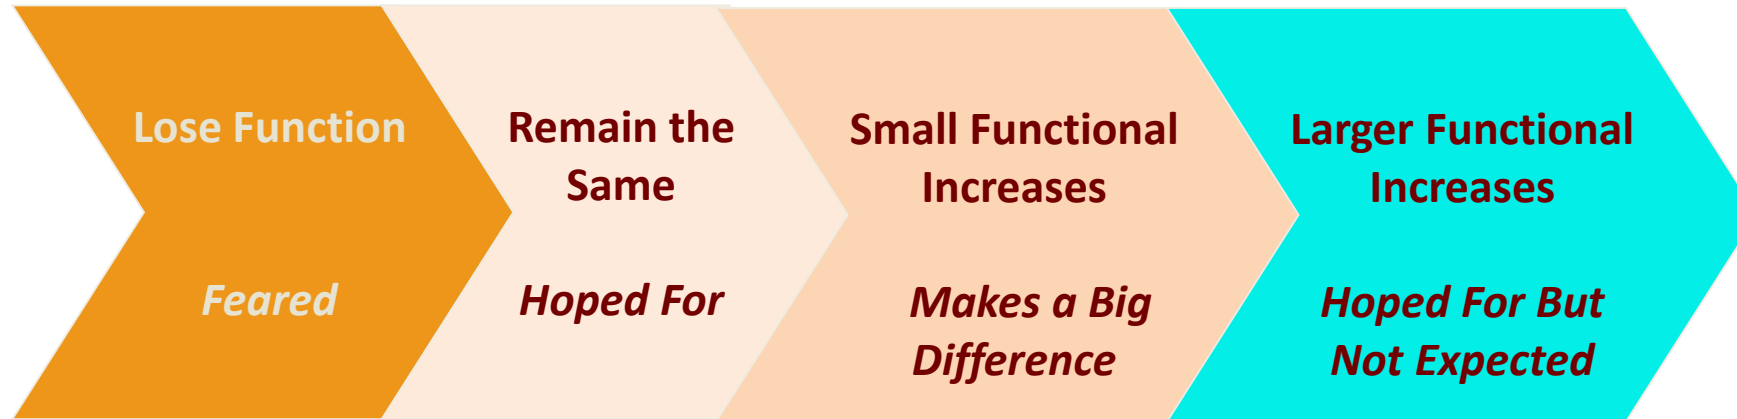 Lose Function
Feared
Remain the
Same
Hoped For
Small Functional
Increases
Makes a Big
Difference
Larger Functional
Increases
Hoped For But
Not Expected